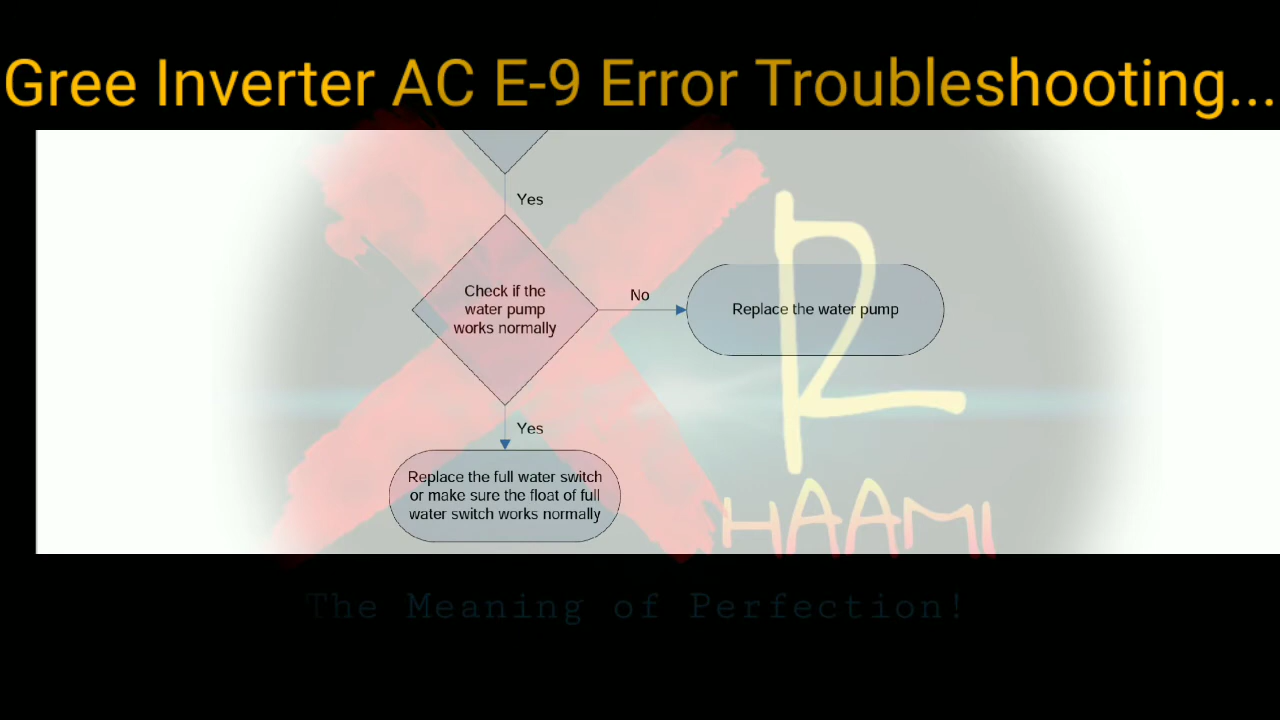 Gree Inverter AC E-9 Error Troubleshooting...
Yes
Check if the
water pump
works normally
No
Replace the water pump
Yes
Replace the full water switch
or make sure the float of full
water switch works normally
R
HAAMI
The Meaning of Perfection!